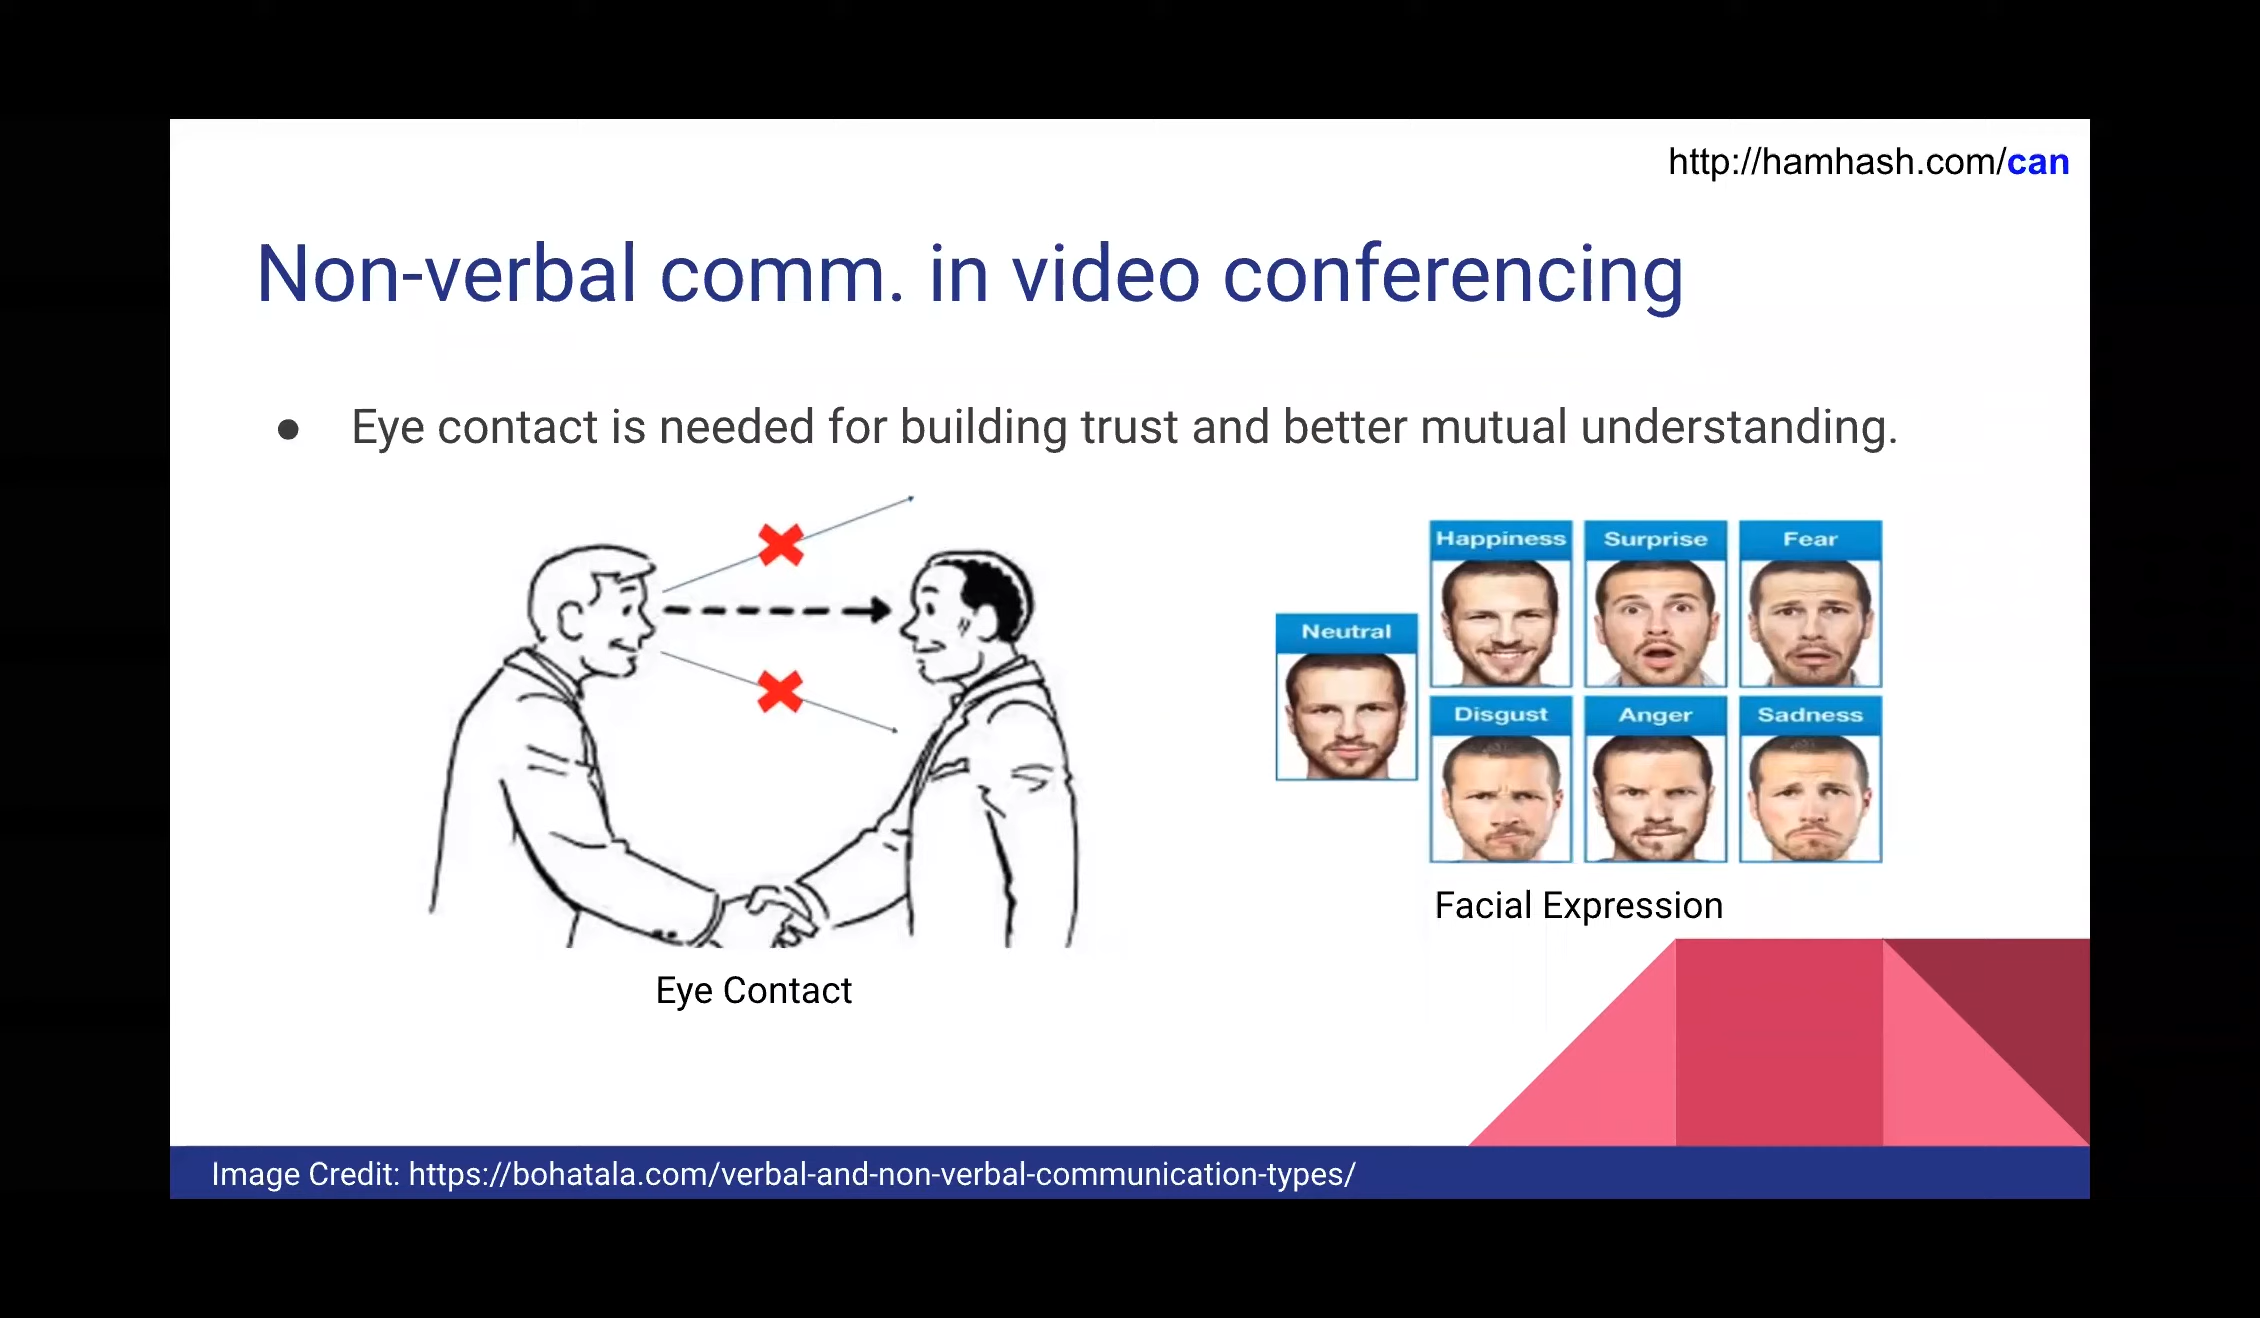 http://hamhash.com/can
Non-verbal comm. in video conferencing
● Eye contact is needed for building trust and better mutual understanding.
Happiness
Surprise
Fear
Neutral
Disgust
Anger
Sadness
Facial Expression
Eye Contact
Image Credit: https://bohatala.com/verbal-and-non-verbal-communication-types/